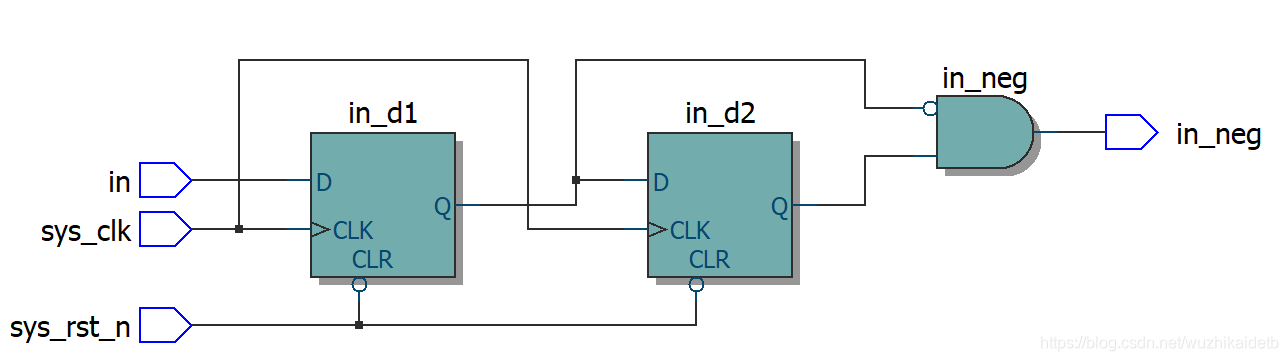 in_neg
in_d1
in_d2
in_neg
in
D
D
Q
Q
sys_clk
CLK
CLK
CLR
CLR
sys_rst_n
https://blog.csdn.net/wuzhikaidetb